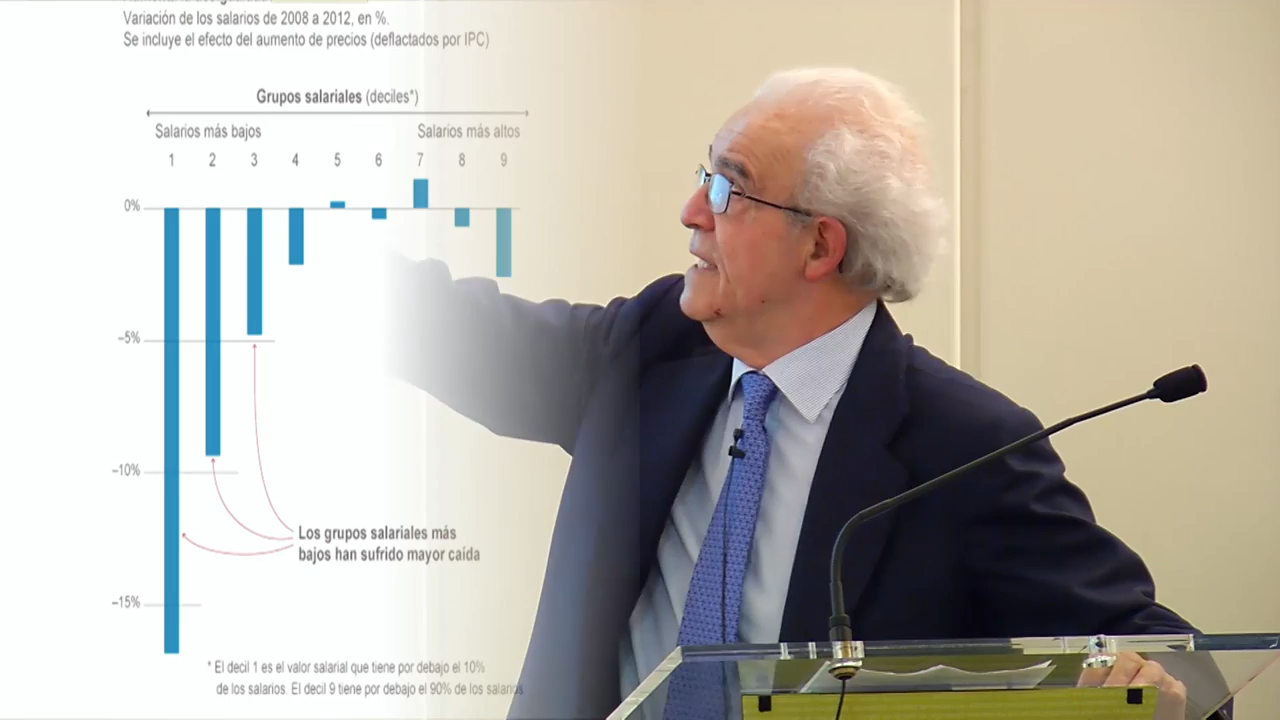 Variación de los salarios de 2008 a 2012, en %.
Se incluye el efecto del aumento de precios (deflactados por IPC)
Grupos salariales (deciles*)
Salarios más bajos Salarios más altos
1 2 3 4 5 6 7 8 9
0%
–5%
–10%
Los grupos salariales más
bajos han sufrido mayor caída
–15%
* El decil 1 es el valor salarial que tiene por debajo el 10%
de los salarios. El decil 9 tiene por debajo el 90% de los salarios